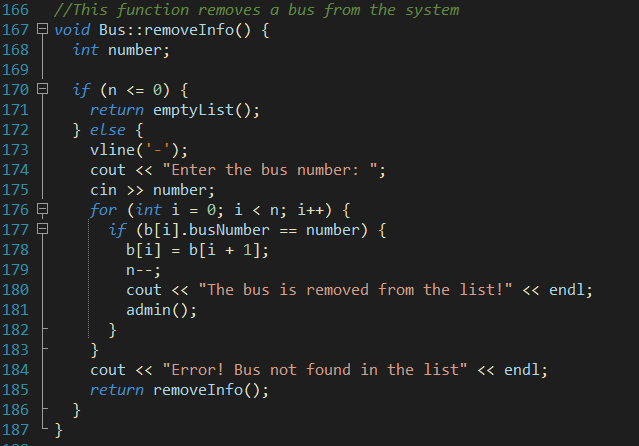 166 //This function removes a bus from the system
167 void Bus::removeInfo() {
168 int number;
169
170 if (n <= 0) {
171 return emptyList();
172 } else {
173 vline('-');
174 cout << "Enter the bus number: ";
175 cin >> number;
176 for (int i = 0; i < n; i++) {
177 if (b[i].busNumber == number) {
178 b[i] = b[i + 1];
179 n--;
180 cout << "The bus is removed from the list!" << endl;
181 admin();
182 }
183 }
184 cout << "Error! Bus not found in the list" << endl;
185 return removeInfo();
186 }
187 }